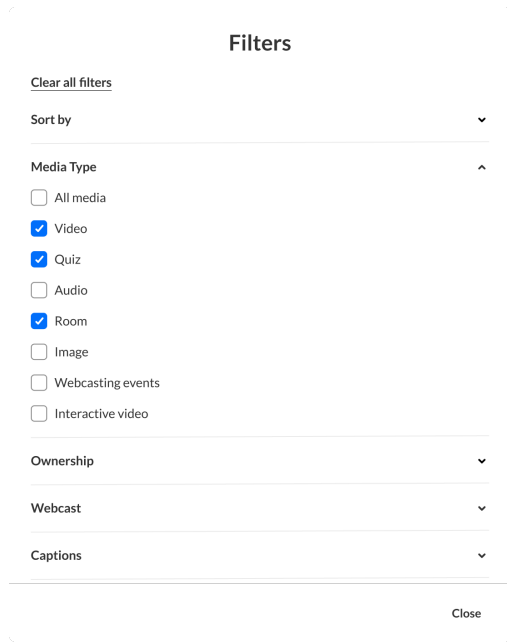 Filters
Clear all filters
Sort by
Media Type
All media
Video
Quiz
Audio
Room
Image
Webcasting events
Interactive video
Ownership
Webcast
Captions
Close